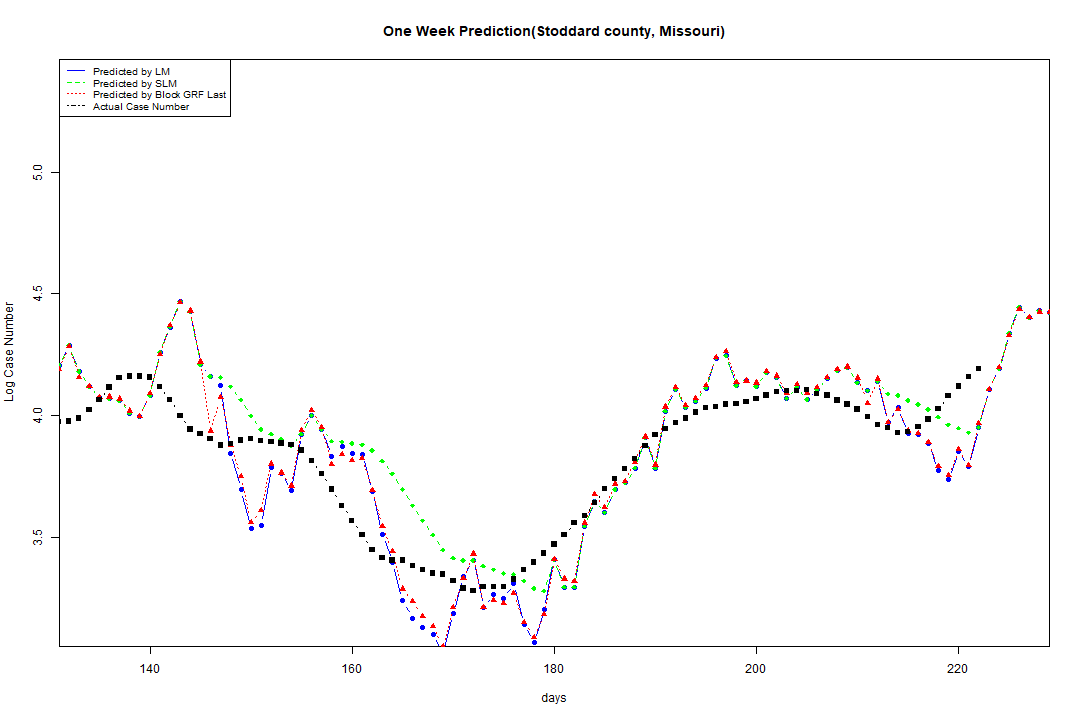 One Week Prediction(Stoddard county, Missouri)
Predicted by LM
Predicted by SLM
Predicted by Block GRF Last
Actual Case Number
Log Case Number
5.0
4.5
4.0
3.5
140 160 180 200 220
days